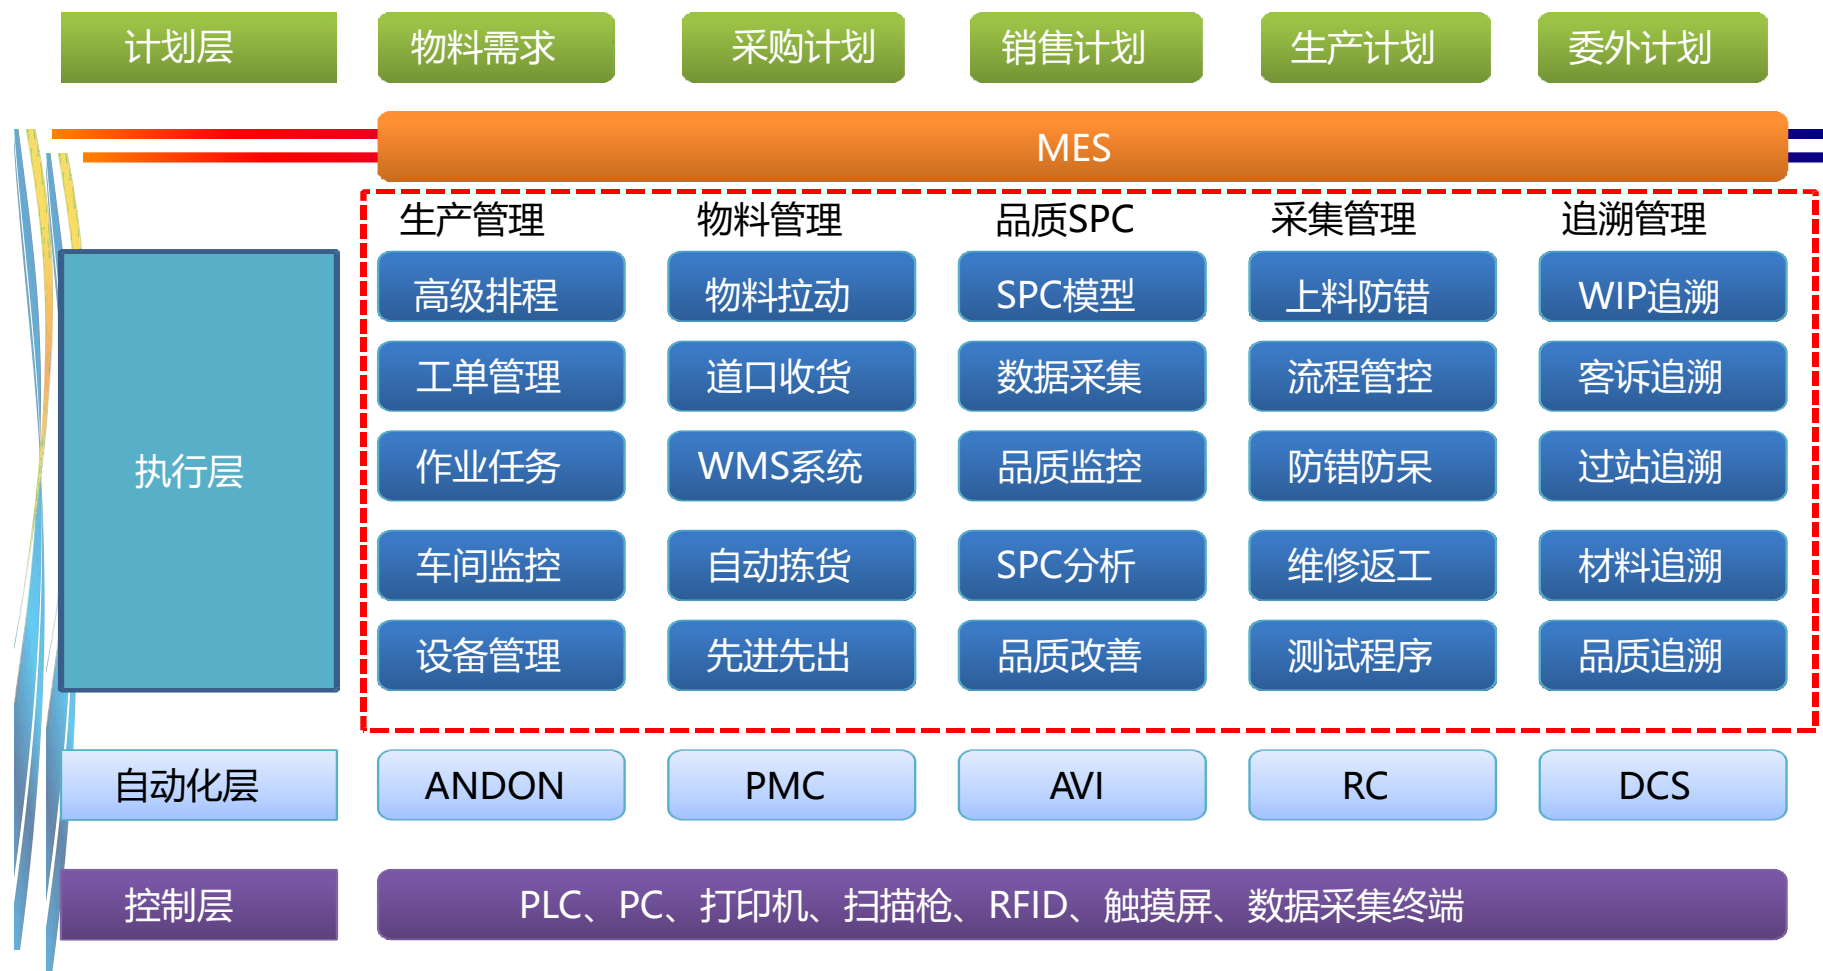 计划层 物料需求 采购计划 销售计划 生产计划 委外计划
MES
生产管理 物料管理 品质SPC 采集管理 追溯管理
高级排程 物料拉动 SPC模型 上料防错 WIP追溯
工单管理 道口收货 数据采集 流程管控 客诉追溯
执行层 作业任务 WMS系统 品质监控 防错防呆 过站追溯
车间监控 自动拣货 SPC分析 维修返工 材料追溯
设备管理 先进先出 品质改善 测试程序 品质追溯
自动化层 ANDON PMC AVI RC DCS
控制层 PLC、PC、打印机、扫描枪、RFID、触摸屏、数据采集终端